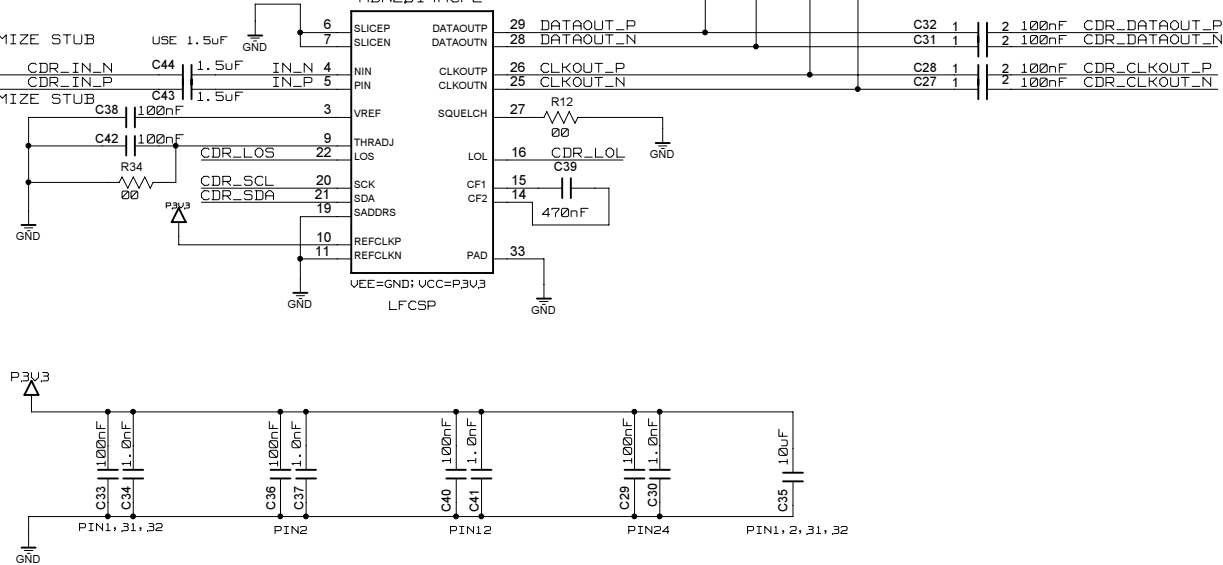 6 SLICEP DATAOUTP 29 DATAOUT_P C32 1 2 100nF CDR_DATAOUT_P
MIZE STUB USE 1.5uF GND 7 SLICEN DATAOUTN 28 DATAOUT_N C31 1 2 100nF CDR_DATAOUT_N
CDR_IN_N C44 1.5uF IN_N 4 NIN CLKOUTP 26 CLKOUT_P C28 1 2 100nF CDR_CLKOUT_P
CDR_IN_P IN_P 5 PIN CLKOUTN 25 CLKOUT_N C27 1 2 100nF CDR_CLKOUT_N
MIZE STUB C43 1.5uF
C38 100nF 3 VREF SQUELCH 27 R12 00 GND
C42 100nF 9 THRADJ
CDR_LOS 22 LOS LOL 16 CDR_LOL
R34 00 C39
CDR_SCL 20 SCK CF1 15
CDR_SDA 21 SDA CF2 14
P3V3 19 SADDRS 470nF
GND
10 REFCLKP
11 REFCLKN PAD 33
VEE=GND; VCC=P3V3
GND LFCSP GND
P3V3
100nF 1.0nF 100nF 1.0nF 100nF 1.0nF 100nF 1.0nF 10uF
C33 C34 C36 C37 C40 C41 C29 C30 C35
PIN1,31,32 PIN2 PIN12 PIN24 PIN1,2,31,32
GND